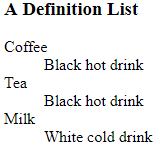 A Definition List
Coffee
Black hot drink
Tea
Black hot drink
Milk
White cold drink